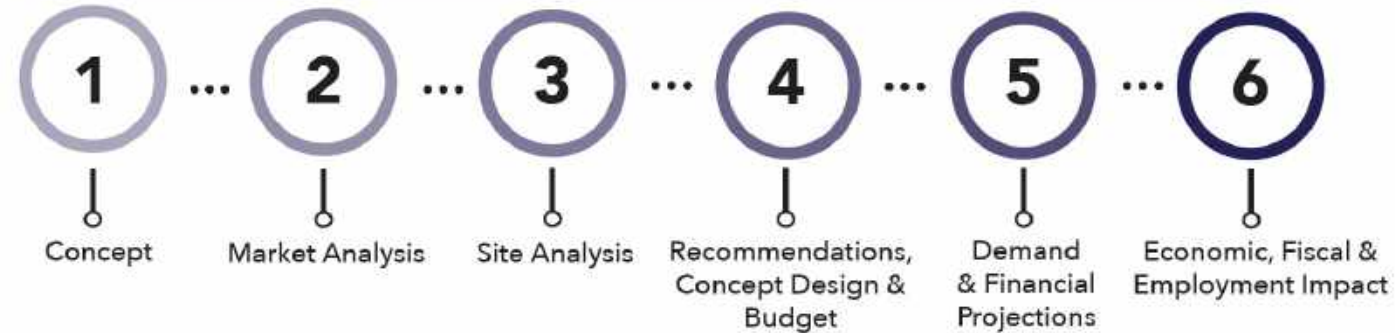 1 ... 2 ... 3 ... 4 ... 5 ... 6
Concept
Market Analysis
Site Analysis
Recommendations,
Concept Design &
Budget
Demand
& Financial
Projections
Economic, Fiscal &
Employment Impact